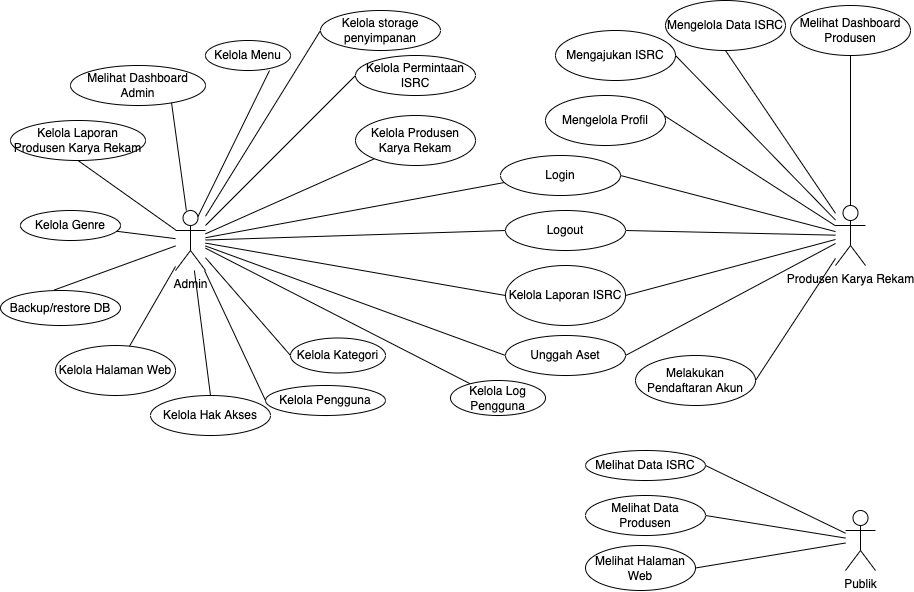 Kelola storage
penyimpanan
Mengelola Data ISRC
Melihat Dashboard
Produsen
Kelola Menu
Mengajukan ISRC
Melihat Dashboard
Admin
Kelola Permintaan
ISRC
Kelola Laporan
Produsen Karya Rekam
Kelola Produsen
Karya Rekam
Mengelola Profil
Login
Kelola Genre
Logout
Admin
Produsen Karya Rekam
Backup/restore DB
Kelola Laporan ISRC
Kelola Halaman Web
Kelola Kategori
Unggah Aset
Melakukan
Pendaftaran Akun
Kelola Hak Akses
Kelola Pengguna
Kelola Log
Pengguna
Melihat Data ISRC
Melihat Data
Produsen
Melihat Halaman
Web
Publik